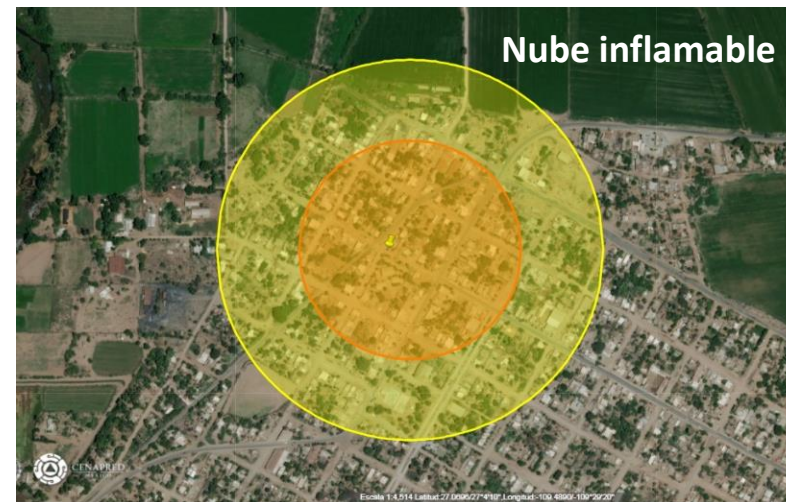 Nube inflamable
CENAPRED
Escala 1:4,514 Latitud:27.0695/27°4'10", Longitud:-109.4890/-109°29'20"